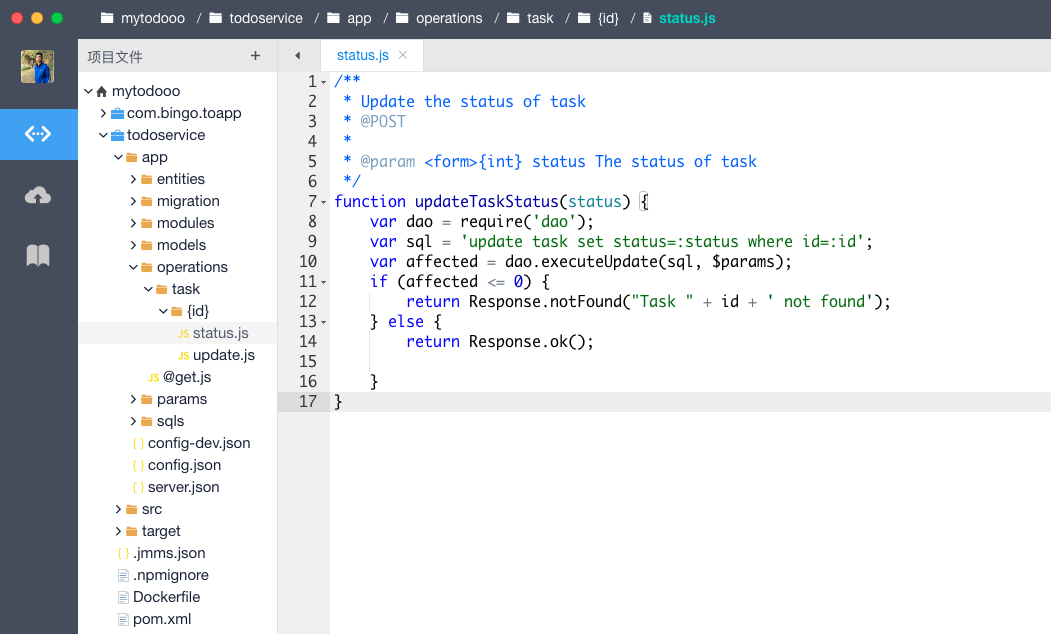 mytodooo / todoservice / app / operations / task / {id} / status.js
项目文件 +
status.js ×
mytodooo
com.bingo.toapp
todoservice
app
entities
migration
modules
models
operations
task
{id}
JS status.js
JS update.js
JS @get.js
params
sqls
{ } config-dev.json
{ } config.json
{ } server.json
src
target
{ } .jmms.json
.npmignore
Dockerfile
pom.xml
1 /**
2  * Update the status of task
3  * @POST
4  *
5  * @param <form>{int} status The status of task
6  */
7 function updateTaskStatus(status) {
8     var dao = require('dao');
9     var sql = 'update task set status=:status where id=:id';
10     var affected = dao.executeUpdate(sql, $params);
11     if (affected <= 0) {
12         return Response.notFound("Task " + id + ' not found');
13     } else {
14         return Response.ok();
15
16     }
17 }